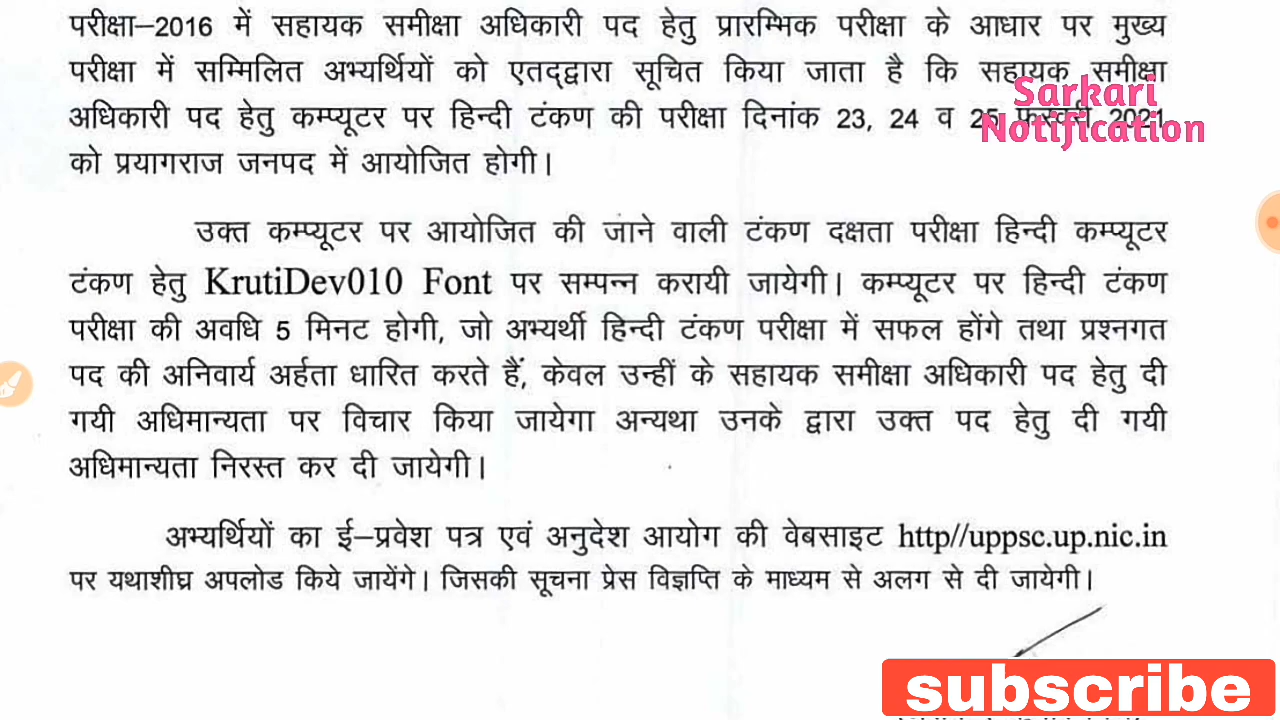 परीक्षा–2016 में सहायक समीक्षा अधिकारी पद हेतु प्रारम्भिक परीक्षा के आधार पर मुख्य
परीक्षा में सम्मिलित अभ्यर्थियों को एतद्द्वारा सूचित किया जाता है कि सहायक समीक्षा
अधिकारी पद हेतु कम्प्यूटर पर हिन्दी टंकण की परीक्षा दिनांक 23, 24 व 25 फरवरी 2021
Sarkari
Notification
को प्रयागराज जनपद में आयोजित होगी।
उक्त कम्प्यूटर पर आयोजित की जाने वाली टंकण दक्षता परीक्षा हिन्दी कम्प्यूटर
टंकण हेतु KrutiDev010 Font पर सम्पन्न करायी जायेगी। कम्प्यूटर पर हिन्दी टंकण
परीक्षा की अवधि 5 मिनट होगी, जो अभ्यर्थी हिन्दी टंकण परीक्षा में सफल होंगे तथा प्रश्नगत
पद की अनिवार्य अर्हता धारित करते हैं, केवल उन्हीं के सहायक समीक्षा अधिकारी पद हेतु दी
गयी अधिमान्यता पर विचार किया जायेगा अन्यथा उनके द्वारा उक्त पद हेतु दी गयी
अधिमान्यता निरस्त कर दी जायेगी।
अभ्यर्थियों का ई–प्रवेश पत्र एवं अनुदेश आयोग की वेबसाइट http//uppsc.up.nic.in
पर यथाशीघ्र अपलोड किये जायेंगे। जिसकी सूचना प्रेस विज्ञप्ति के माध्यम से अलग से दी जायेगी।
subscribe